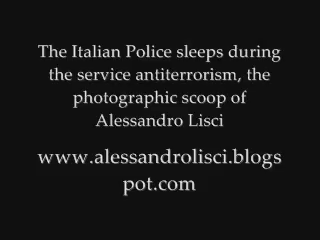 The Italian Police sleeps during
the service antiterrorism, the
photographic scoop of
Alessandro Lisci
www.alessandrolisci.blogs
pot.com